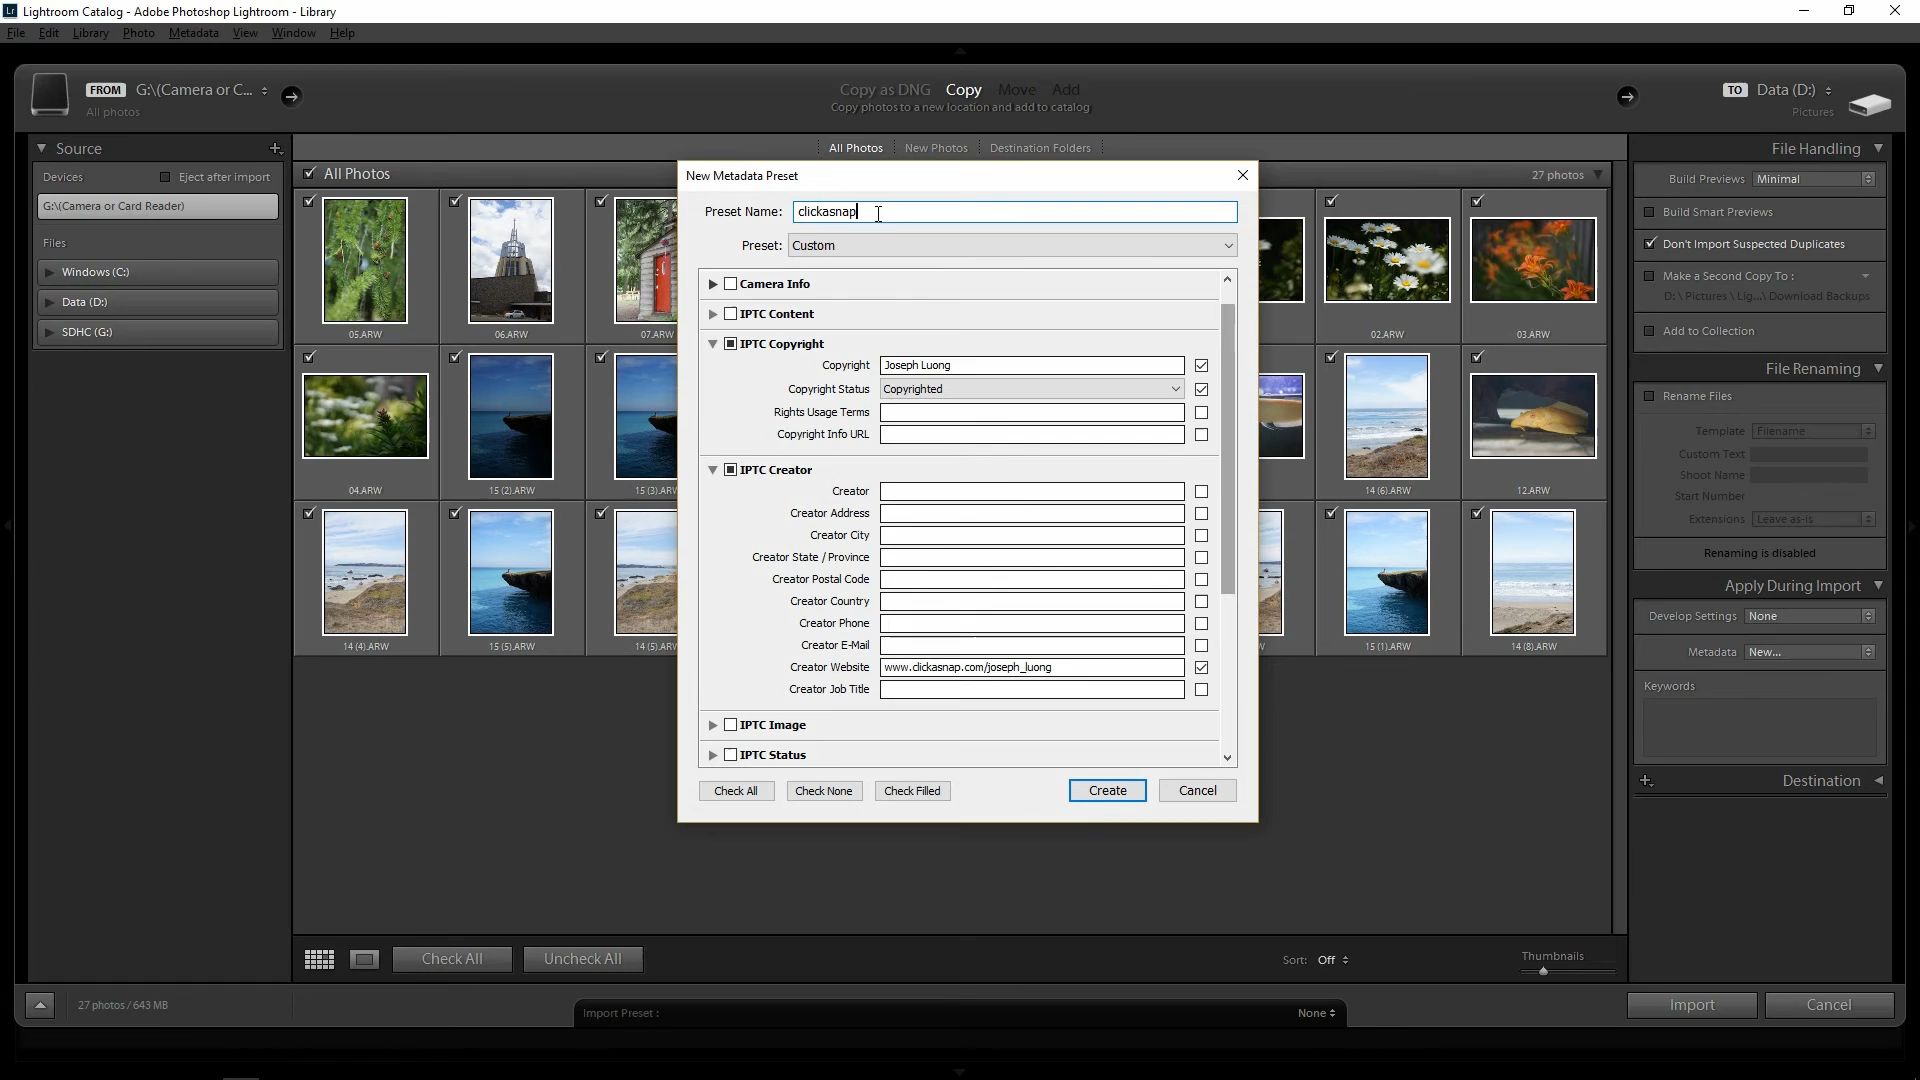 Lr Lightroom Catalog - Adobe Photoshop Lightroom - Library
File Edit Library Photo Metadata View Window Help
FROM G:\(Camera or C...
All photos
Copy as DNG Copy Move Add
Copy photos to a new location and add to catalog
TO Data (D:)
Pictures
Source
Devices Eject after import
G:\(Camera or Card Reader)
Files
Windows (C:)
Data (D:)
SDHC (G:)
All Photos New Photos Destination Folders
All Photos
27 photos
05.ARW 06.ARW 07.ARW 02.ARW 03.ARW
04.ARW 15 (2).ARW 15 (3).ARW 14 (6).ARW 12.ARW
14 (4).ARW 15 (5).ARW 14 (5).ARW 15 (1).ARW 14 (8).ARW
New Metadata Preset
Preset Name: clickasnap
Preset: Custom
Camera Info
IPTC Content
IPTC Copyright
Copyright Joseph Luong
Copyright Status Copyrighted
Rights Usage Terms
Copyright Info URL
IPTC Creator
Creator
Creator Address
Creator City
Creator State / Province
Creator Postal Code
Creator Country
Creator Phone
Creator E-Mail
Creator Website www.clickasnap.com/joseph_luong
Creator Job Title
IPTC Image
IPTC Status
Check All Check None Check Filled Create Cancel
File Handling
Build Previews Minimal
Build Smart Previews
Don't Import Suspected Duplicates
Make a Second Copy To :
D:\ Pictures \ Lig...\ Download Backups
Add to Collection
File Renaming
Rename Files
Template Filename
Custom Text
Shoot Name
Start Number
Extensions Leave as-is
Renaming is disabled
Apply During Import
Develop Settings None
Metadata New...
Keywords
Destination
Check All Uncheck All
Sort: Off
Thumbnails
27 photos / 643 MB
Import Preset : None
Import Cancel